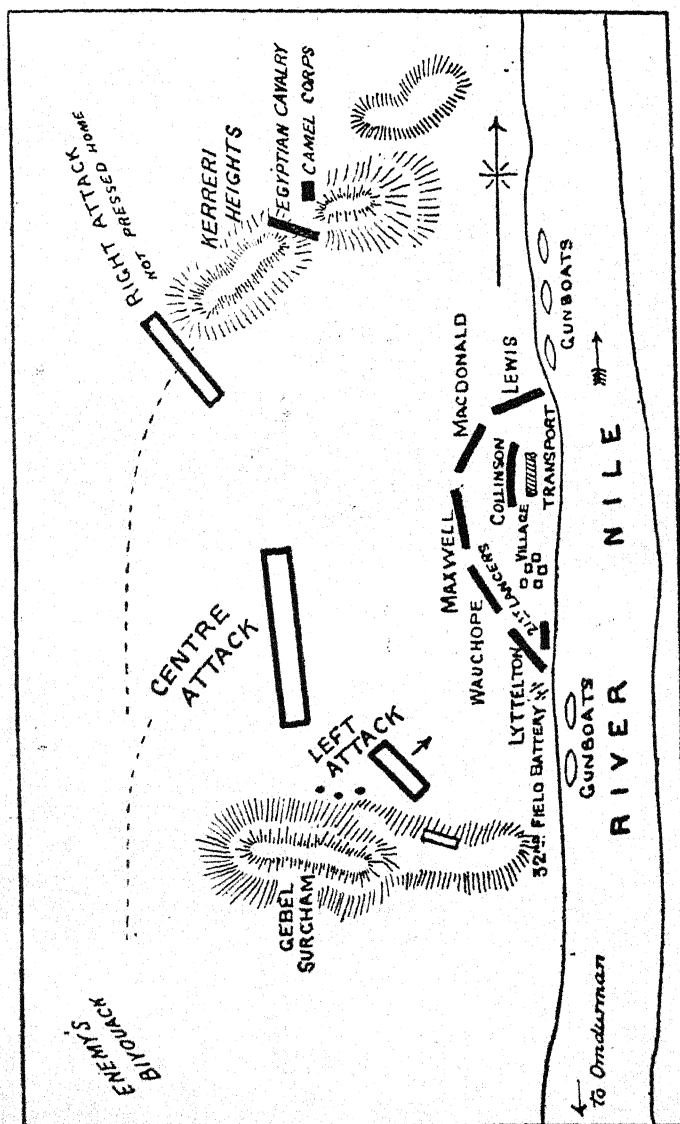 RIGHT ATTACK
NOT PRESSED HOME
KERRERI
HEIGHTS
EGYPTIAN CAVALRY
CAMEL CORPS
CENTRE
ATTACK
LEFT
ATTACK
GEBEL
SURCHAM
ENEMY'S
BIYOUACK
MACDONALD
LEWIS
MAXWELL
COLLINSON
TRANSPORT
WAUCHOPE
21ST LANCERS
VILLAGE
LYTTELTON
32ND FIELD BATTERY
GUNBOATS
GUNBOATS
RIVER NILE
to Omdurman